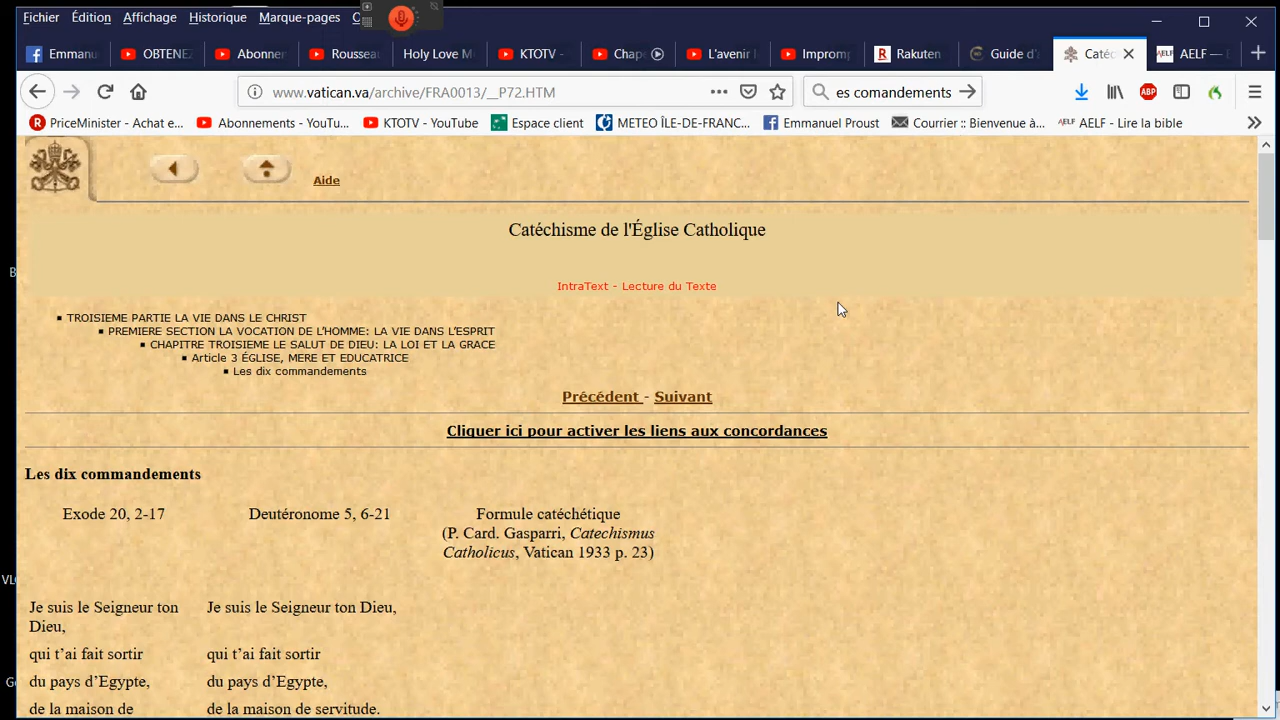 Fichier Édition Affichage Historique Marque-pages
Emmanu OBTENEZ Abonne Rousse Holy Love M KTOTV - Chap L'avenir Impromp Rakuten Guide d' Caté AELF —
www.vatican.va/archive/FRA0013/__P72.HTM es comandements
PriceMinister - Achat e... Abonnements - YouTu... KTOTV - YouTube Espace client METEO ÎLE-DE-FRANC... Emmanuel Proust Courrier :: Bienvenue à... AELF - Lire la bible
Aide
Catéchisme de l'Église Catholique
IntraText - Lecture du Texte
TROISIEME PARTIE LA VIE DANS LE CHRIST
PREMIERE SECTION LA VOCATION DE L'HOMME: LA VIE DANS L'ESPRIT
CHAPITRE TROISIEME LE SALUT DE DIEU: LA LOI ET LA GRACE
Article 3 ÉGLISE, MERE ET EDUCATRICE
Les dix commandements
Précédent - Suivant
Cliquer ici pour activer les liens aux concordances
Les dix commandements
Exode 20, 2-17 Deutéronome 5, 6-21 Formule catéchétique
(P. Card. Gasparri, Catechismus
Catholicus, Vatican 1933 p. 23)
Je suis le Seigneur ton Je suis le Seigneur ton Dieu,
Dieu,
qui t'ai fait sortir qui t'ai fait sortir
du pays d'Egypte, du pays d'Egypte,
de la maison de de la maison de servitude.